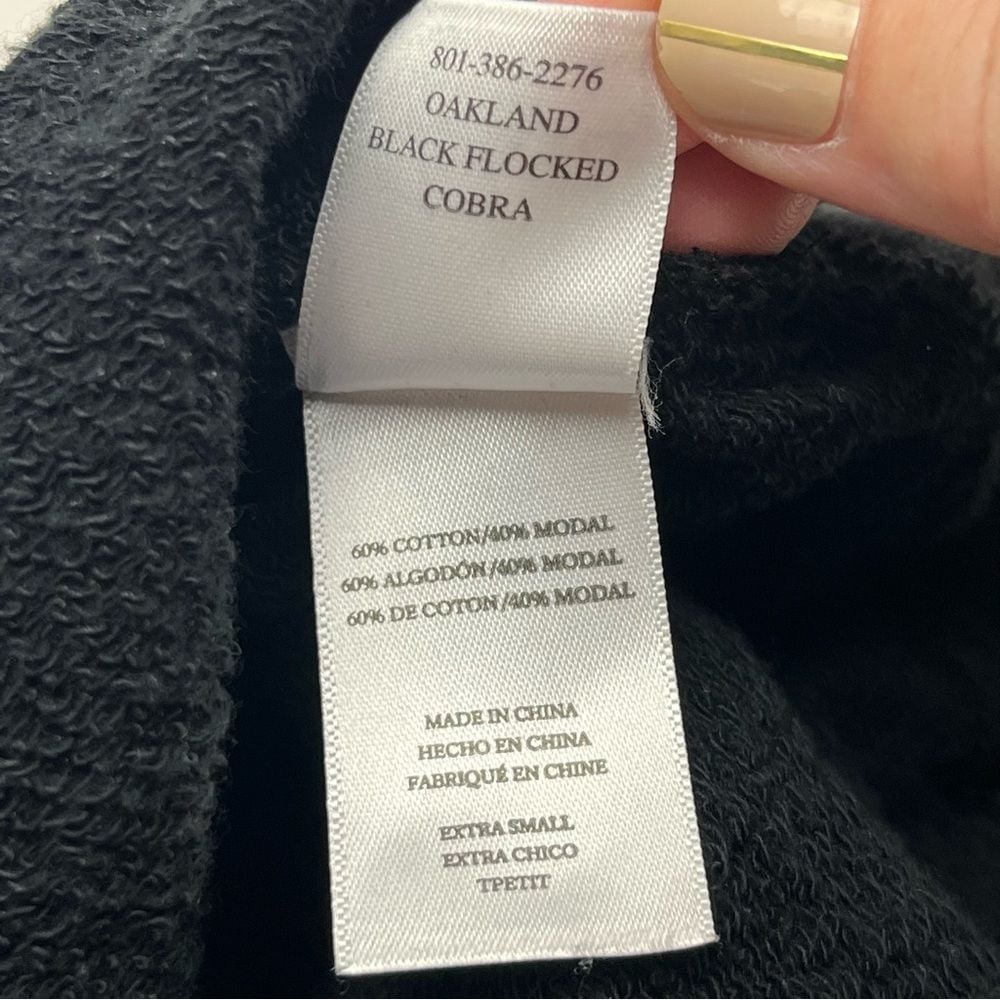 801-386-2276
OAKLAND
BLACK FLOCKED
COBRA
60% COTTON/40% MODAL
60% ALGODÓN/40% MODAL
60% DE COTON/40% MODAL
MADE IN CHINA
HECHO EN CHINA
FABRIQUÉ EN CHINE
EXTRA SMALL
EXTRA CHICO
TPETIT